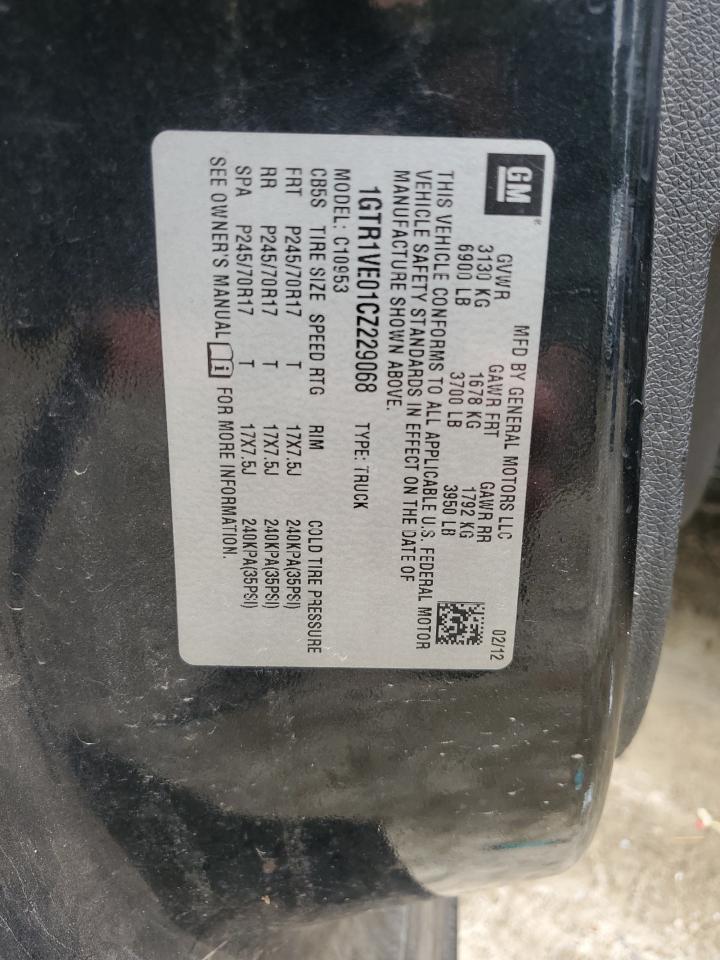 GM
MFD BY GENERAL MOTORS LLC 02/12
GVWR GAWR FRT GAWR RR
3130 KG 1678 KG 1792 KG
6900 LB 3700 LB 3950 LB
THIS VEHICLE CONFORMS TO ALL APPLICABLE U.S. FEDERAL MOTOR
VEHICLE SAFETY STANDARDS IN EFFECT ON THE DATE OF
MANUFACTURE SHOWN ABOVE.
1GTR1VE01CZ229068 TYPE: TRUCK
MODEL: C10953
CB5S TIRE SIZE SPEED RTG RIM COLD TIRE PRESSURE
FRT P245/70R17 T 17X7.5J 240KPA(35PSI)
RR P245/70R17 T 17X7.5J 240KPA(35PSI)
SPA P245/70R17 T 17X7.5J 240KPA(35PSI)
SEE OWNER'S MANUAL i FOR MORE INFORMATION.